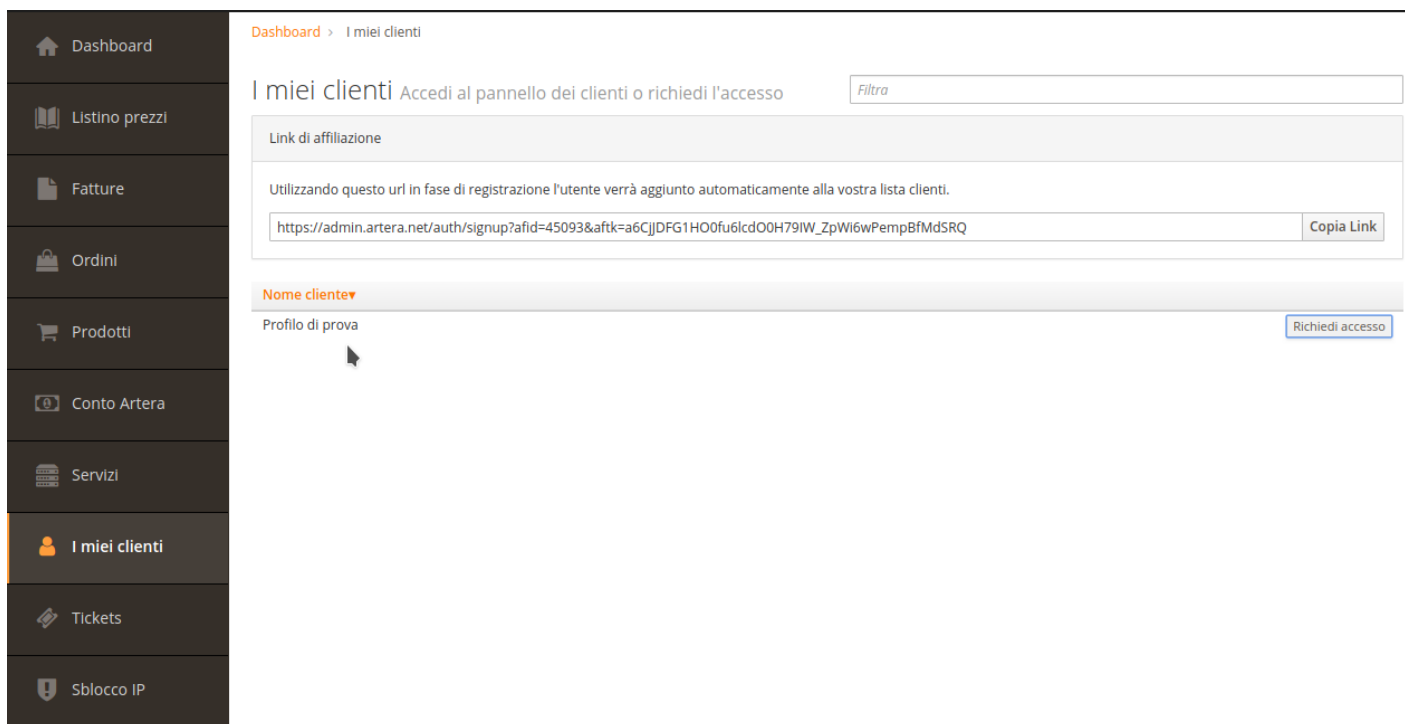 Dashboard
Listino prezzi
Fatture
Ordini
Prodotti
Conto Artera
Servizi
I miei clienti
Tickets
Sblocco IP
Dashboard › I miei clienti
I miei clienti Accedi al pannello dei clienti o richiedi l'accesso
Filtra
Link di affiliazione
Utilizzando questo url in fase di registrazione l'utente verrà aggiunto automaticamente alla vostra lista clienti.
https://admin.artera.net/auth/signup?afid=45093&aftk=a6CjJDFG1HO0fu6lcdO0H79IW_ZpWi6wPempBfMdSRQ
Copia Link
Nome cliente▾
Profilo di prova
Richiedi accesso